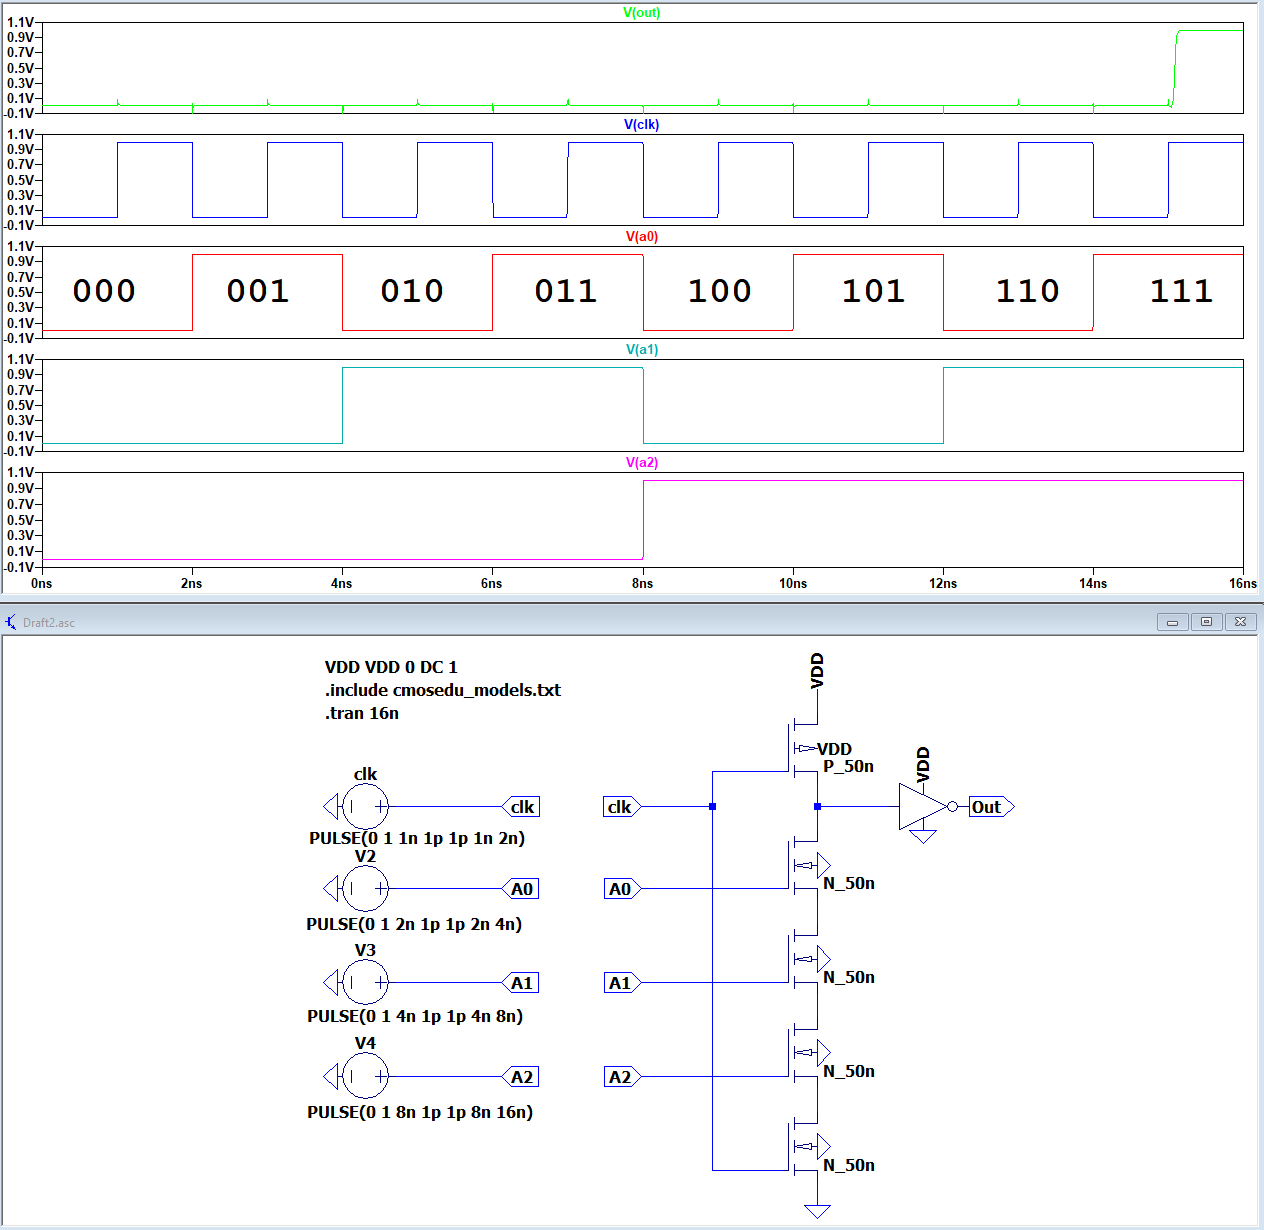 V(out)
1.1V
0.9V
0.7V
0.5V
0.3V
0.1V
-0.1V
V(clk)
1.1V
0.9V
0.7V
0.5V
0.3V
0.1V
-0.1V
V(a0)
1.1V
0.9V
0.7V
0.5V
0.3V
0.1V
-0.1V
000 001 010 011 100 101 110 111
V(a1)
1.1V
0.9V
0.7V
0.5V
0.3V
0.1V
-0.1V
V(a2)
1.1V
0.9V
0.7V
0.5V
0.3V
0.1V
-0.1V
0ns 2ns 4ns 6ns 8ns 10ns 12ns 14ns 16ns
Draft2.asc
VDD VDD 0 DC 1
.include cmosedu_models.txt
.tran 16n
clk
clk
PULSE(0 1 1n 1p 1p 1n 2n)
V2
A0
PULSE(0 1 2n 1p 1p 2n 4n)
V3
A1
PULSE(0 1 4n 1p 1p 4n 8n)
V4
A2
PULSE(0 1 8n 1p 1p 8n 16n)
VDD
VDD
P_50n
VDD
clk
Out
N_50n
A0
N_50n
A1
N_50n
A2
N_50n